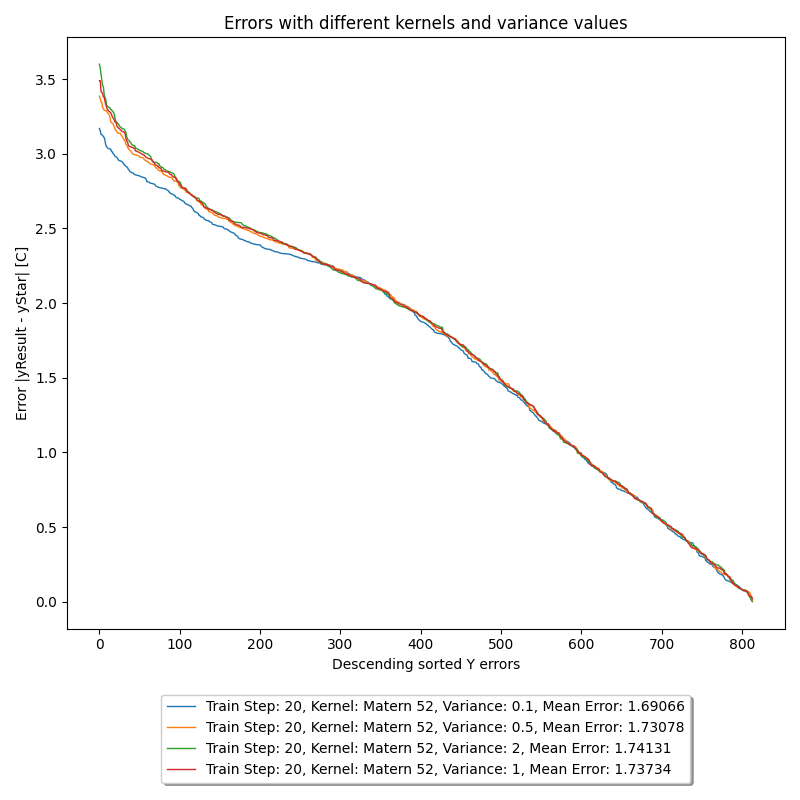 Errors with different kernels and variance values
Error |yResult - yStar| [C]
3.5
3.0
2.5
2.0
1.5
1.0
0.5
0.0
0 100 200 300 400 500 600 700 800
Descending sorted Y errors
Train Step: 20, Kernel: Matern 52, Variance: 0.1, Mean Error: 1.69066
Train Step: 20, Kernel: Matern 52, Variance: 0.5, Mean Error: 1.73078
Train Step: 20, Kernel: Matern 52, Variance: 2, Mean Error: 1.74131
Train Step: 20, Kernel: Matern 52, Variance: 1, Mean Error: 1.73734